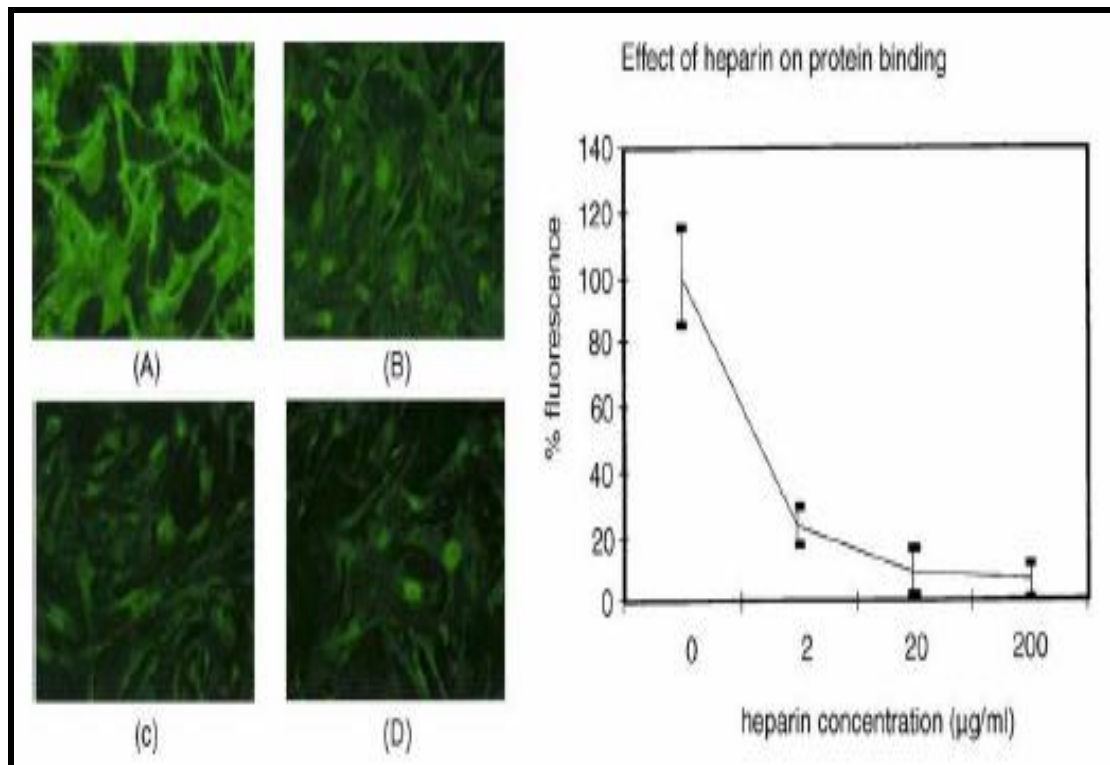 (A)
(B)
(c)
(D)
Effect of heparin on protein binding
% fluorescence
140
120
100
80
60
40
20
0
0 2 20 200
heparin concentration (µg/ml)